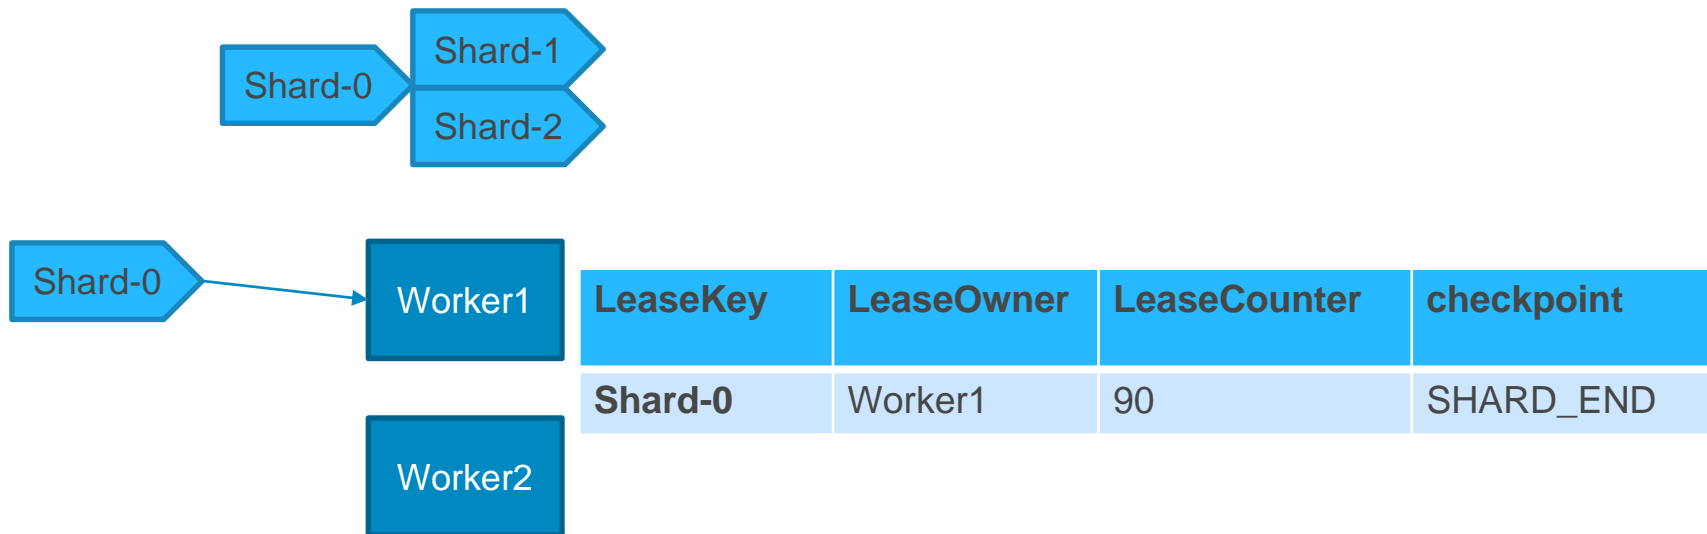 Shard-1
Shard-0
Shard-2
Shard-0
Worker1
LeaseKey LeaseOwner LeaseCounter checkpoint
Shard-0 Worker1 90 SHARD_END
Worker2